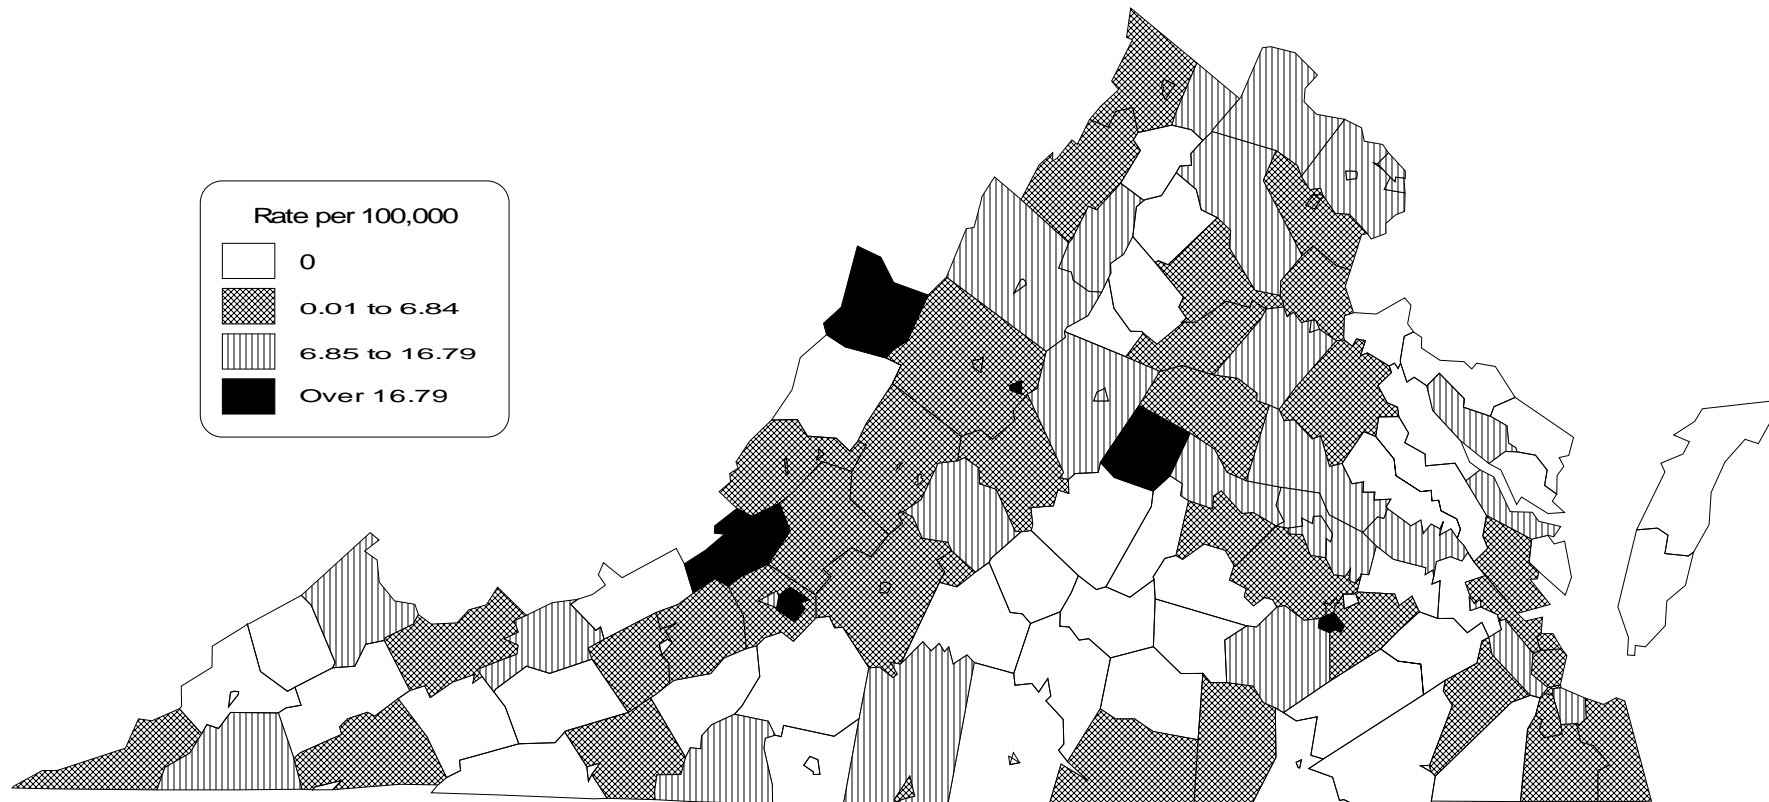 Rate per 100,000
0
0.01 to 6.84
6.85 to 16.79
Over 16.79